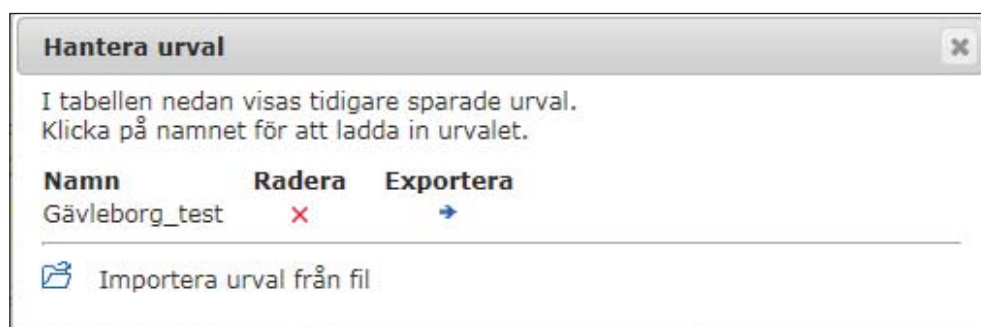 Hantera urval
I tabellen nedan visas tidigare sparade urval.
Klicka på namnet för att ladda in urvalet.
Namn Radera Exportera
Gävleborg_test
Importera urval från fil